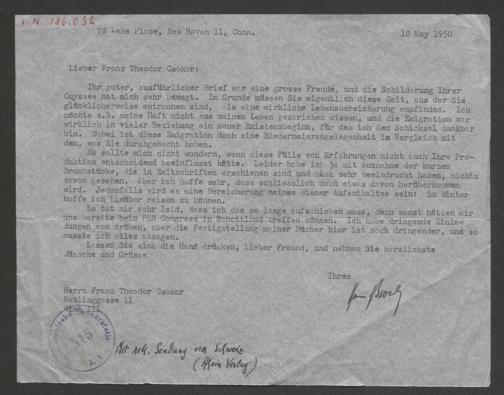 I.N. 186.032
78 Lake Place, New Haven 11, Conn.
18 May 1950
Lieber Franz Theodor Csokor:
Ihr guter, ausführlicher Brief war eine grosse Freude, und die Schilderung Ihrer
Odyssee hat mich sehr bewegt. Im Grunde müssen Sie eigentlich diese Zeit, aus der Sie
glücklicherweise entronnen sind, als eine wirkliche Lebensbereicherung empfinden. Ich
möchte z.B. meine Haft nicht aus meinem Leben gestrichen wissen, und die Emigration war
wirklich in vieler Beziehung ein neuer Existenzbeginn, für den ich dem Schicksal dankbar
bin. Dabei ist diese Emigration doch eine Miedereiangelegenheit im Vergleich mit
dem, was Sie durchgemacht haben.
Es sollte mich nicht wundern, wenn diese Fülle von Erfahrungen nicht auch Ihre Pro-
duktion entscheidend beeinflusst hätte. Leider habe ich ja mit Ausnahme der kurzen
Bruchstücke, die in Zeitschriften erschienen sind und mich sehr beeindruckt haben, nichts
davon gesehen. Aber ich hoffe sehr, dass schliesslich doch etwas davon herüberkommen
wird. Jedenfalls wird es eine Bereicherung meines Wiener Aufenthaltes sein: im Winter
hoffe ich hinüber reisen zu können.
Es tut mir sehr leid, dass ich das so lange aufschieben muss, denn sonst hätten wir
uns bereits beim PEN Congress in Schottland treffen können. Ich habe dringende Einla-
dungen von drüben, aber die Fertigstellung meiner Bücher hier ist noch dringender, und so
musste ich alles absagen.
Lassen Sie sich die Hand drücken, lieber Freund, und nehmen Sie herzlichste
Wünsche und Grüsse
Ihres
Herrn Franz Theodor Csokor
Neulinggasse 11
Wien III
Mit sep. Sendung von Schweiz
(Rhein Verlag)